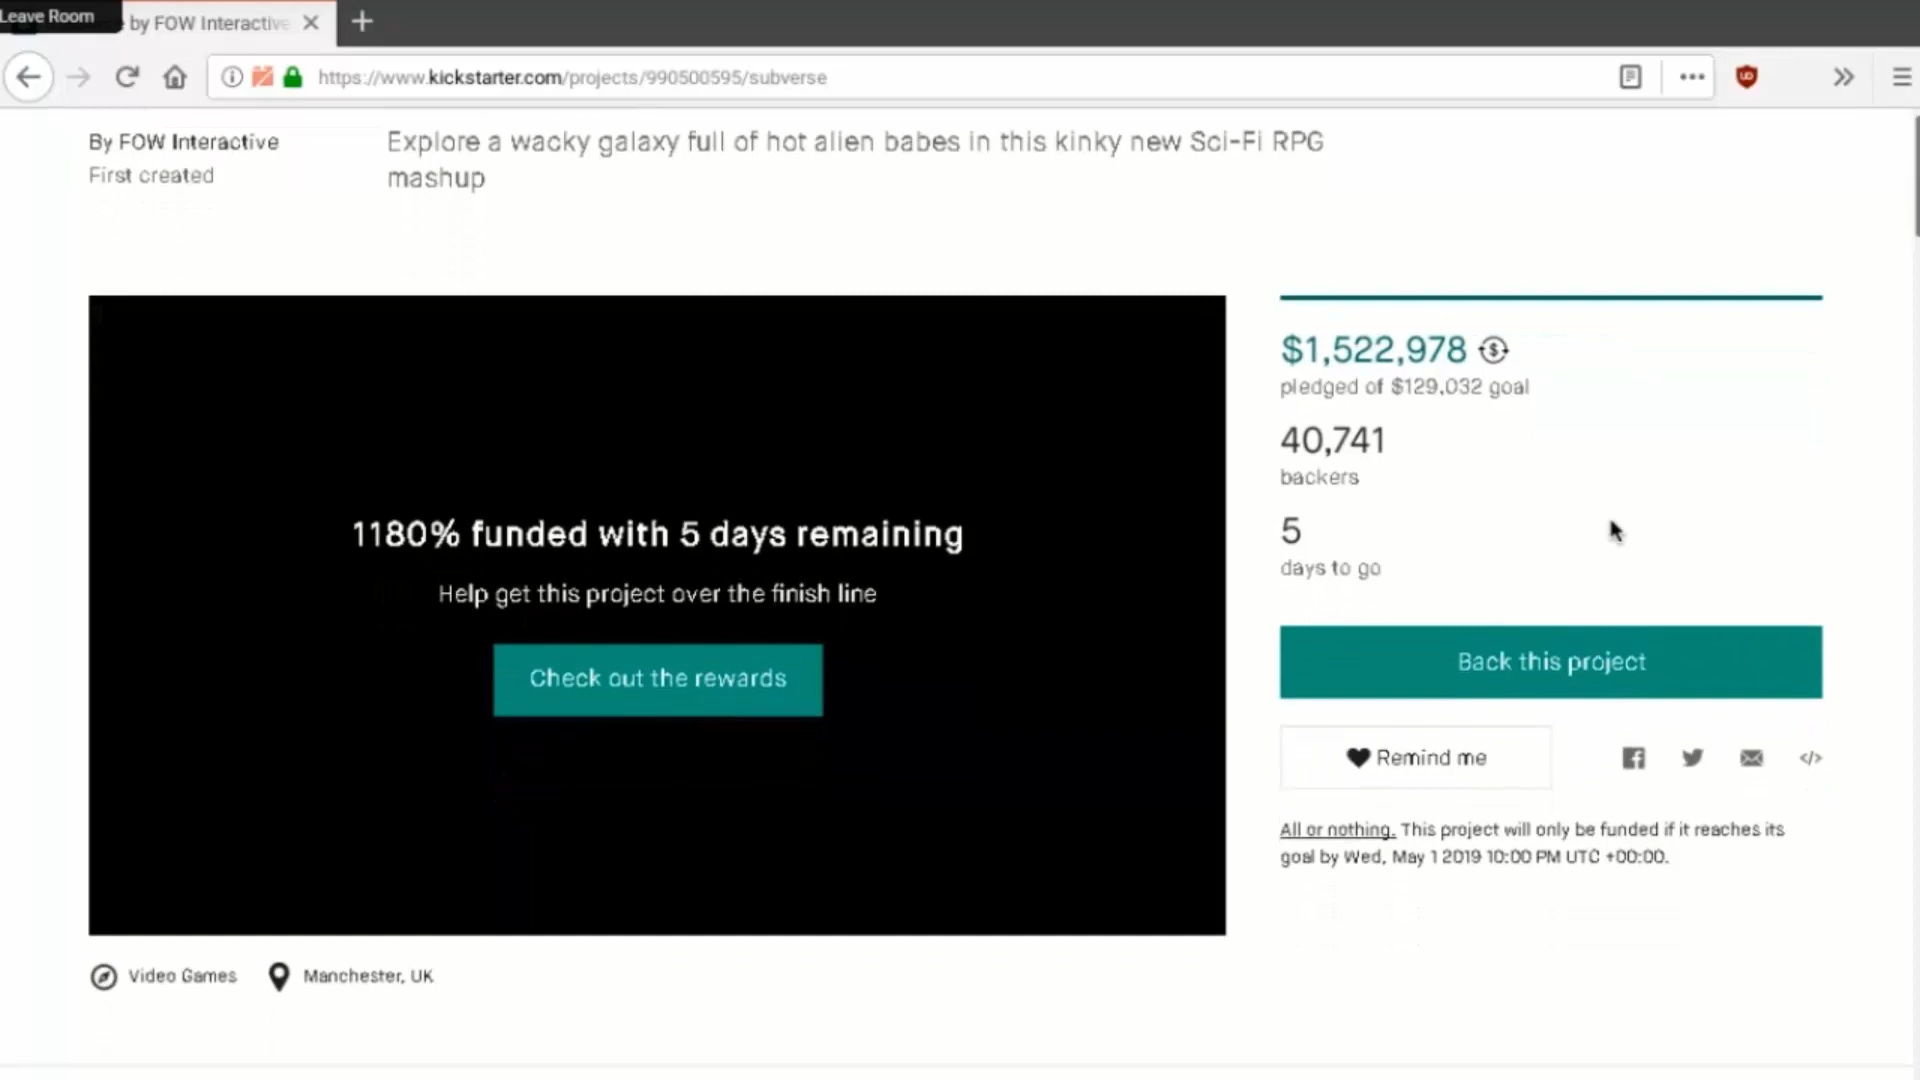 Leave Room
by FOW Interactive
https://www.kickstarter.com/projects/990500595/subverse
By FOW Interactive
First created
Explore a wacky galaxy full of hot alien babes in this kinky new Sci-Fi RPG
mashup
$1,522,978
pledged of $129,032 goal
40,741
backers
5
days to go
1180% funded with 5 days remaining
Help get this project over the finish line
Check out the rewards
Back this project
Remind me
All or nothing. This project will only be funded if it reaches its
goal by Wed, May 1 2019 10:00 PM UTC +00:00.
Video Games
Manchester, UK